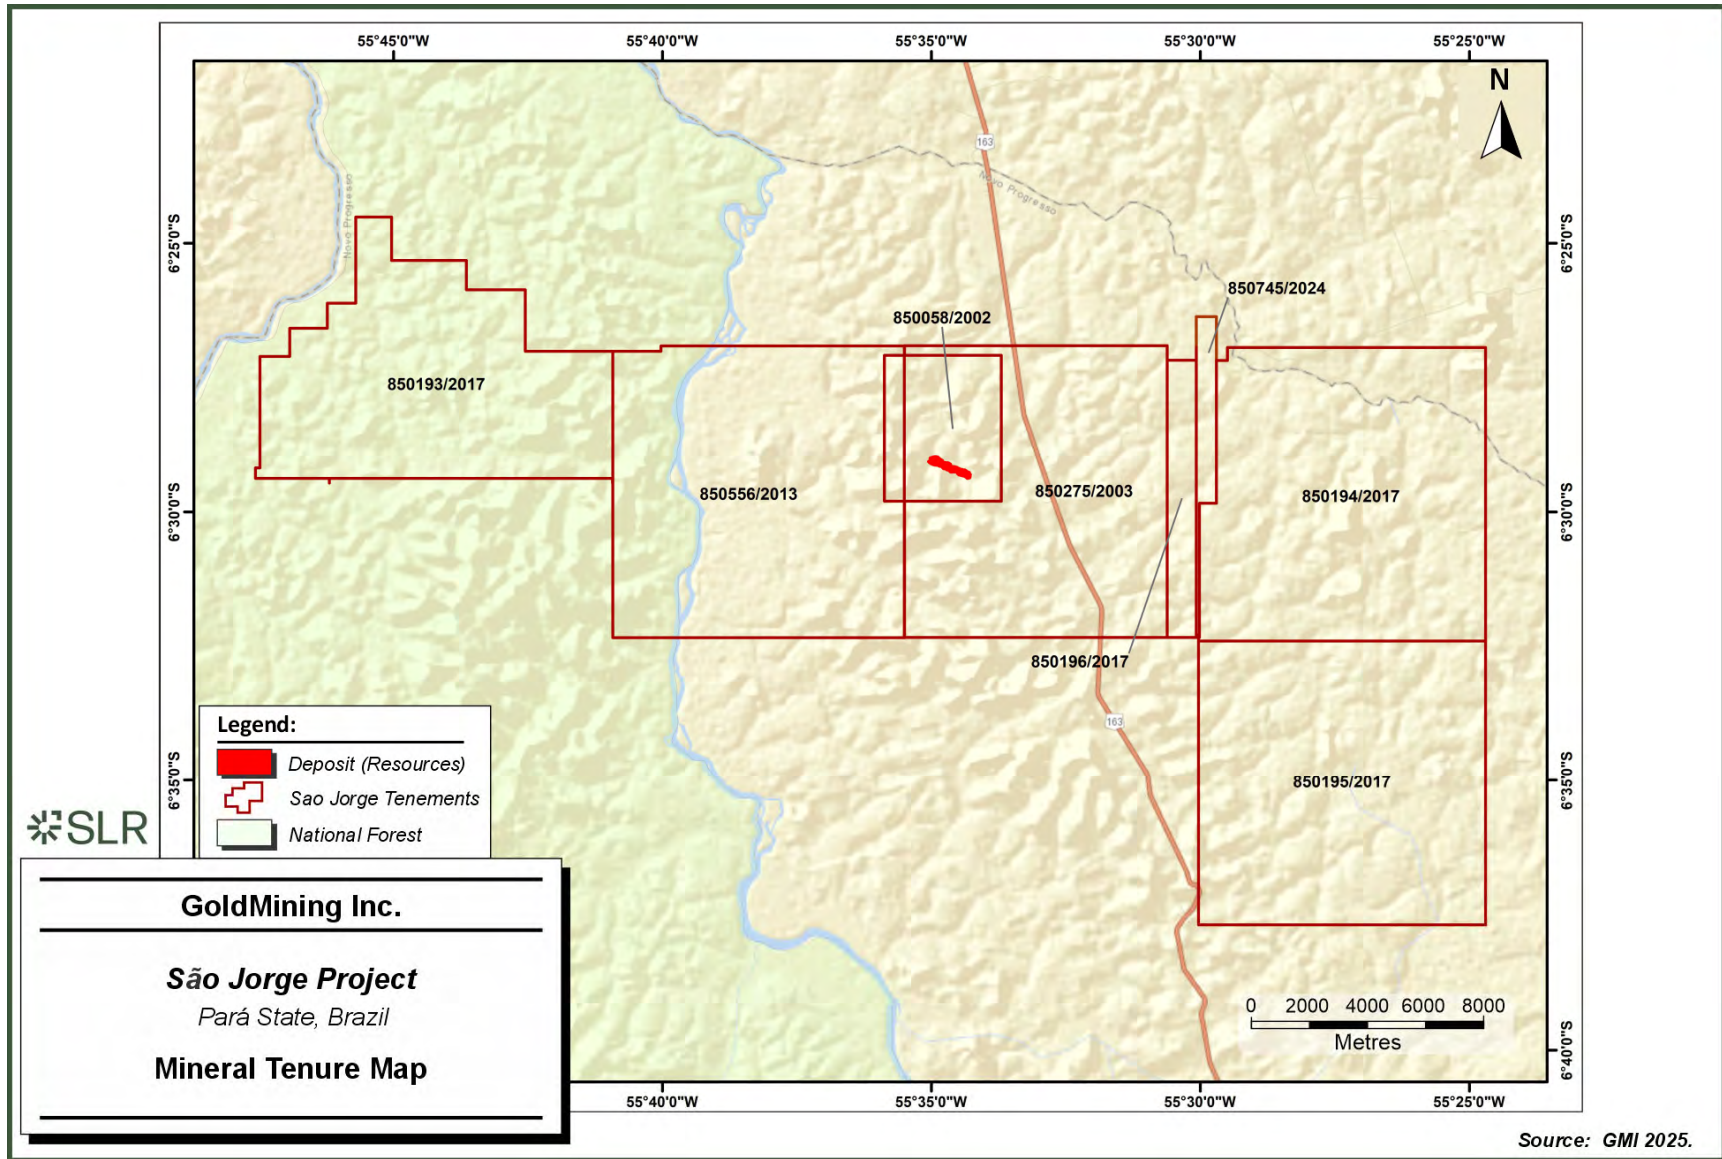 55°45'0"W 55°40'0"W 55°35'0"W 55°30'0"W 55°25'0"W
N
163
Novo Progresso
Novo Progresso
6°25'0"S 6°25'0"S
850745/2024
850058/2002
850193/2017
850556/2013
850275/2003
850194/2017
6°30'0"S 6°30'0"S
850196/2017
163
850195/2017
6°35'0"S 6°35'0"S
Legend:
Deposit (Resources)
Sao Jorge Tenements
National Forest
SLR
GoldMining Inc.
São Jorge Project
Pará State, Brazil
Mineral Tenure Map
0 2000 4000 6000 8000
Metres
6°40'0"S 6°40'0"S
55°40'0"W 55°35'0"W 55°30'0"W 55°25'0"W
Source: GMI 2025.